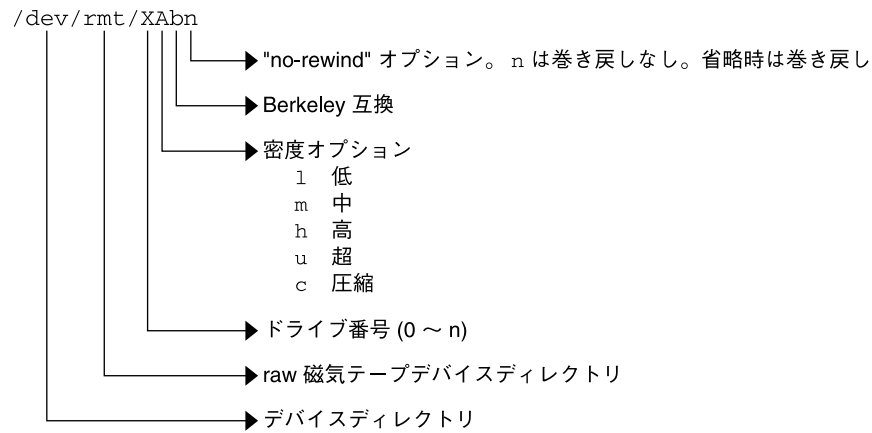 /dev/rmt/XAbn
"no-rewind" オプション。 n は巻き戻しなし。省略時は巻き戻し
Berkeley 互換
密度オプション
l 低
m 中
h 高
u 超
c 圧縮
ドライブ番号 (0 ～ n)
raw 磁気テープデバイスディレクトリ
デバイスディレクトリ